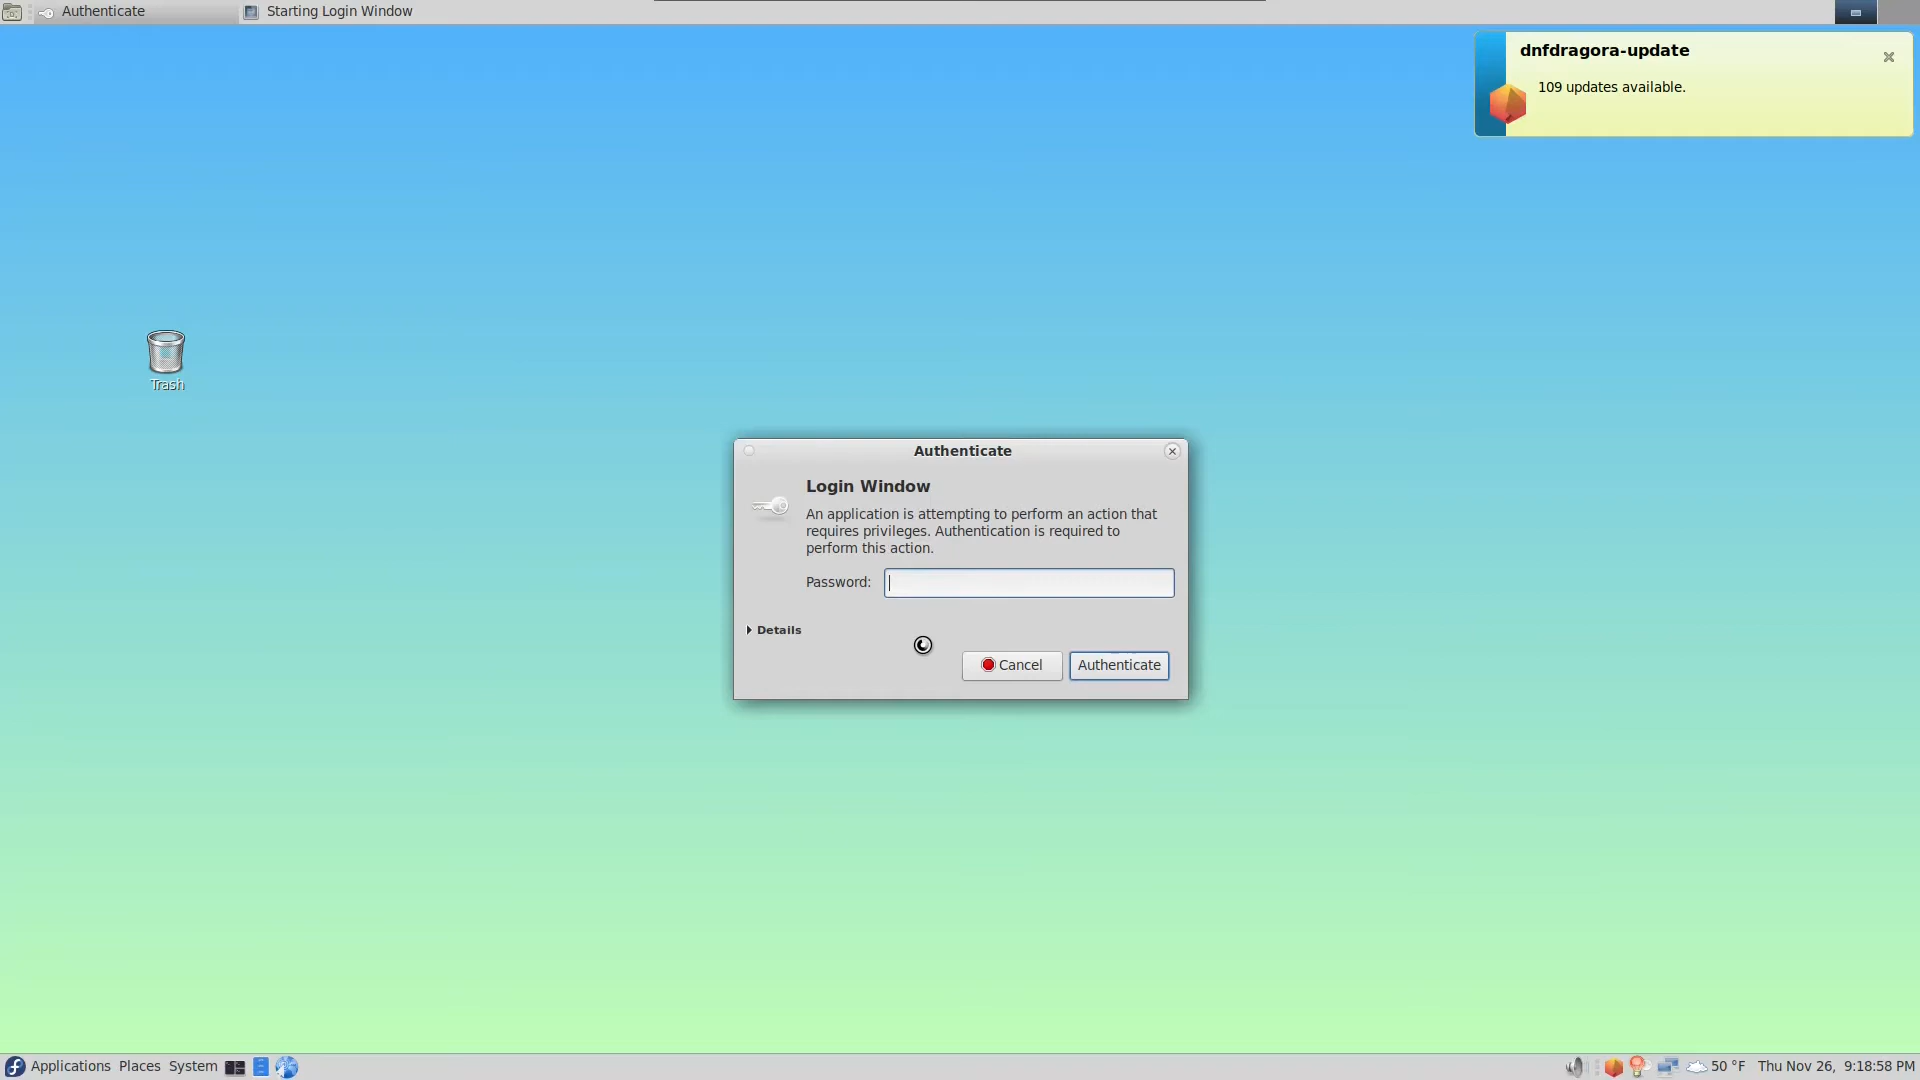 Authenticate
Starting Login Window
dnfdragora-update
109 updates available.
Trash
Authenticate
Login Window
An application is attempting to perform an action that
requires privileges. Authentication is required to
perform this action.
Password:
Details
Cancel
Authenticate
Applications Places System
50 °F Thu Nov 26, 9:18:58 PM